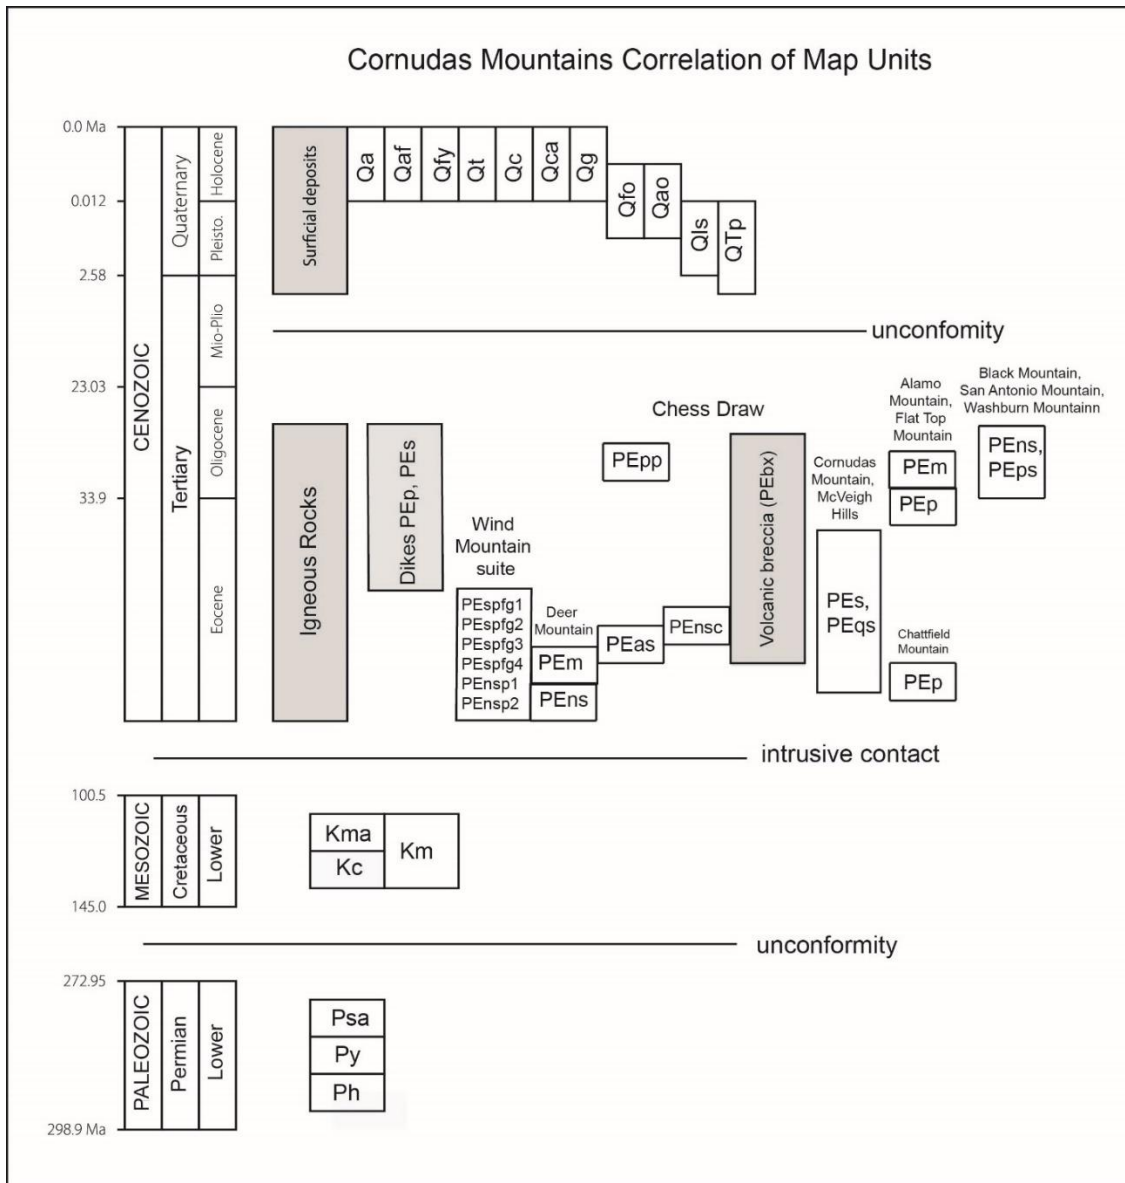 Cornudas Mountains Correlation of Map Units
0.0 Ma
0.012
2.58
23.03
33.9
CENOZOIC
Quaternary
Tertiary
Holocene
Pleisto.
Mio-Plio
Oligocene
Eocene
Surficial deposits
Qa
Qaf
Qfy
Qt
Qc
Qca
Qg
Qfo
Qao
Qls
QTp
unconfomity
Igneous Rocks
Dikes PEp, PEs
Wind
Mountain
suite
PEspfg1
PEspfg2
PEspfg3
PEspfg4
PEnsp1
PEnsp2
Deer
Mountain
PEm
PEns
Chess Draw
PEpp
PEas
PEnsc
Volcanic breccia (PEbx)
Cornudas
Mountain,
McVeigh
Hills
PEs,
PEqs
Alamo
Mountain,
Flat Top
Mountain
PEm
PEp
Chattfield
Mountain
PEp
Black Mountain,
San Antonio Mountain,
Washburn Mountainn
PEns,
PEps
intrusive contact
100.5
145.0
MESOZOIC
Cretaceous
Lower
Kma
Kc
Km
unconformity
272.95
298.9 Ma
PALEOZOIC
Permian
Lower
Psa
Py
Ph